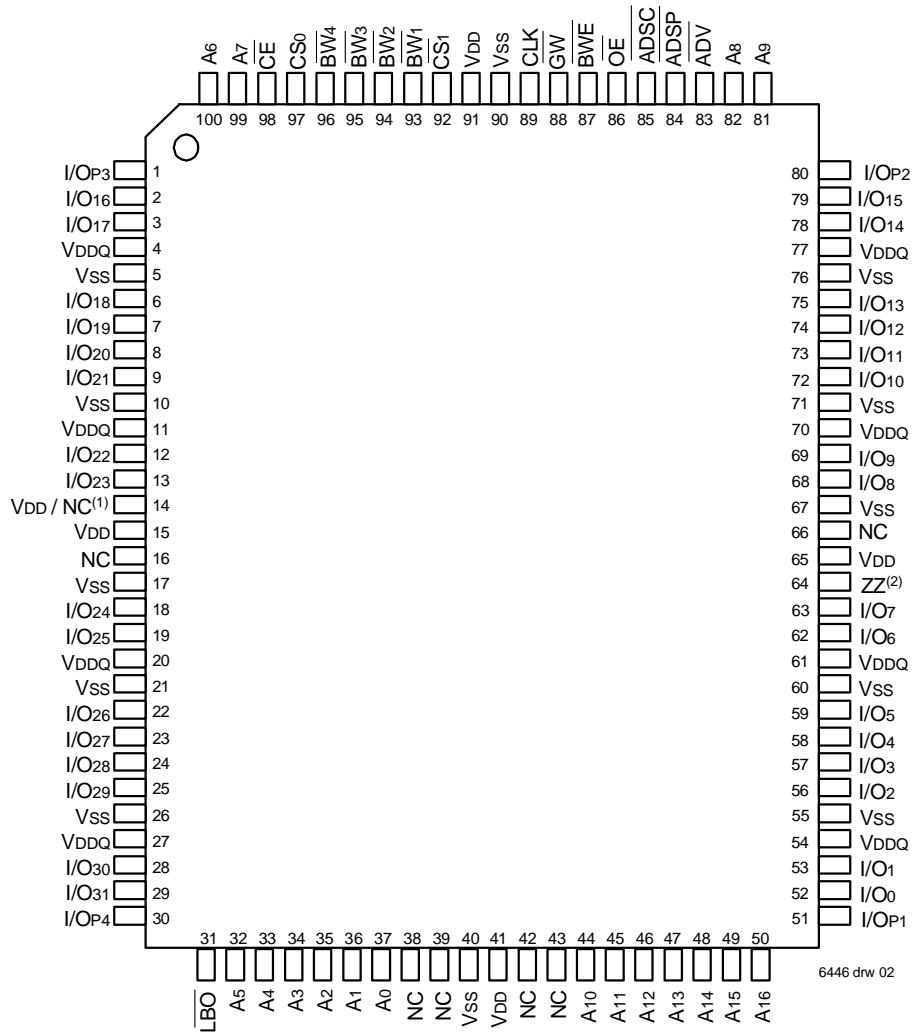 A6
A7
CE
CS0
BW4
BW3
BW2
BW1
CS1
VDD
VSS
CLK
GW
BWE
OE
ADSC
ADSP
ADV
A8
A9
100 99 98 97 96 95 94 93 92 91 90 89 88 87 86 85 84 83 82 81
I/OP3 1
I/O16 2
I/O17 3
VDDQ 4
VSS 5
I/O18 6
I/O19 7
I/O20 8
I/O21 9
VSS 10
VDDQ 11
I/O22 12
I/O23 13
VDD / NC(1) 14
VDD 15
NC 16
VSS 17
I/O24 18
I/O25 19
VDDQ 20
VSS 21
I/O26 22
I/O27 23
I/O28 24
I/O29 25
VSS 26
VDDQ 27
I/O30 28
I/O31 29
I/OP4 30
80 I/OP2
79 I/O15
78 I/O14
77 VDDQ
76 VSS
75 I/O13
74 I/O12
73 I/O11
72 I/O10
71 VSS
70 VDDQ
69 I/O9
68 I/O8
67 VSS
66 NC
65 VDD
64 ZZ(2)
63 I/O7
62 I/O6
61 VDDQ
60 VSS
59 I/O5
58 I/O4
57 I/O3
56 I/O2
55 VSS
54 VDDQ
53 I/O1
52 I/O0
51 I/OP1
31 32 33 34 35 36 37 38 39 40 41 42 43 44 45 46 47 48 49 50
LBO
A5
A4
A3
A2
A1
A0
NC
NC
VSS
VDD
NC
NC
A10
A11
A12
A13
A14
A15
A16
6446 drw 02